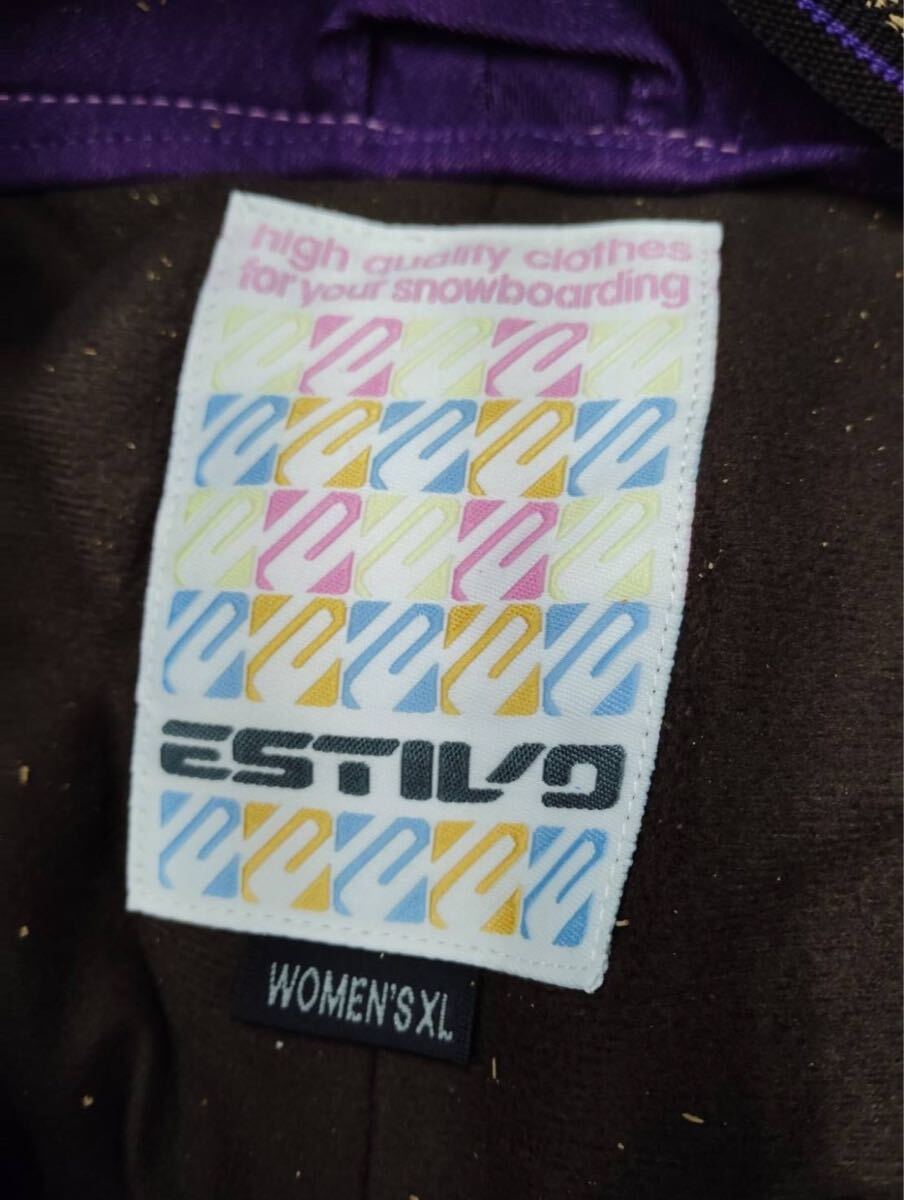 high quality clothes
for your snowboarding
ESTIVO
WOMEN'S XL